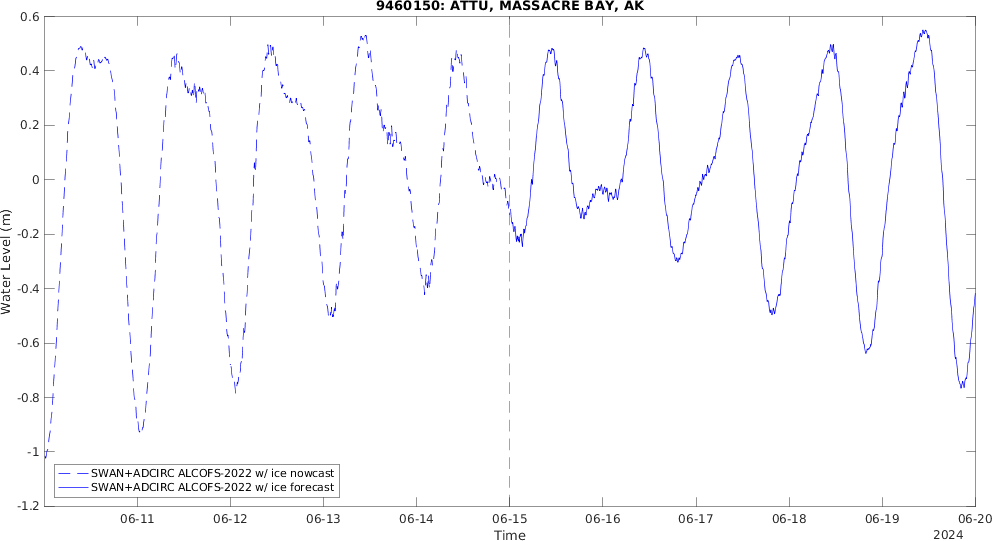 9460150: ATTU, MASSACRE BAY, AK
0.6
0.4
0.2
0
-0.2
-0.4
-0.6
-0.8
-1
-1.2
Water Level (m)
SWAN+ADCIRC ALCOFS-2022 w/ ice nowcast
SWAN+ADCIRC ALCOFS-2022 w/ ice forecast
06-11 06-12 06-13 06-14 06-15 06-16 06-17 06-18 06-19 06-20
Time
2024